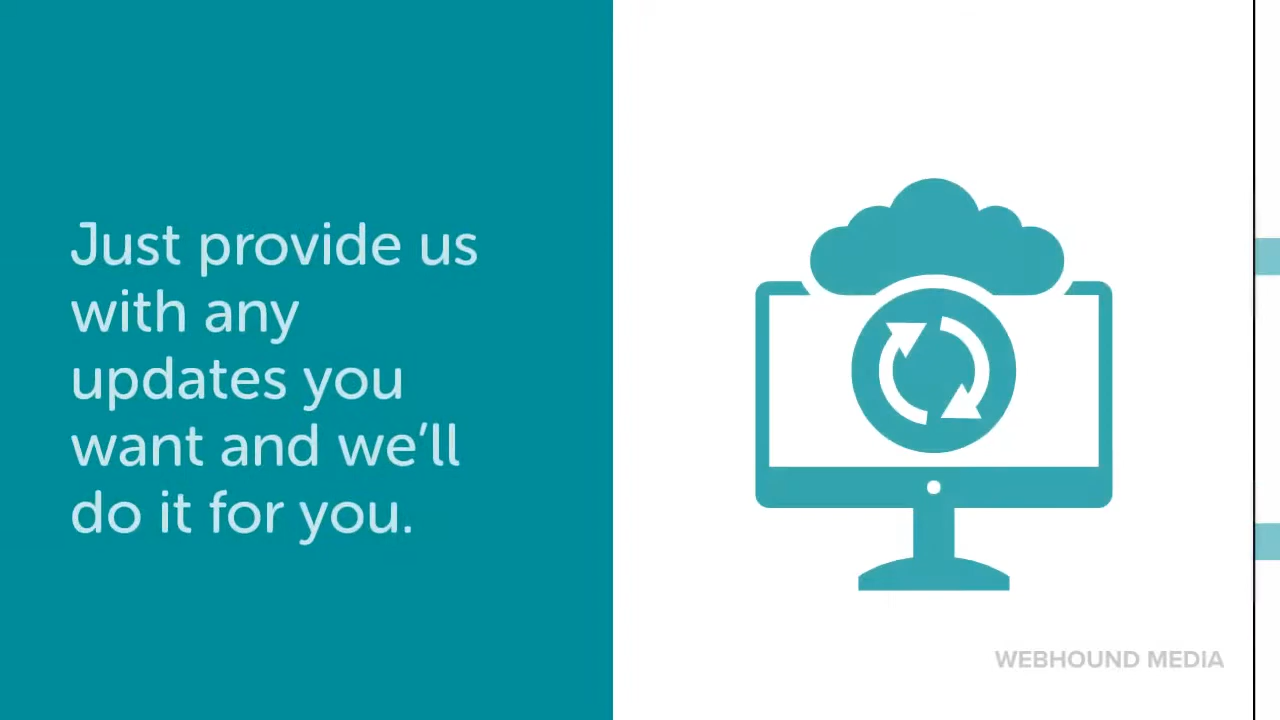 Just provide us
with any
updates you
want and we’ll
do it for you.
WEBHOUND MEDIA